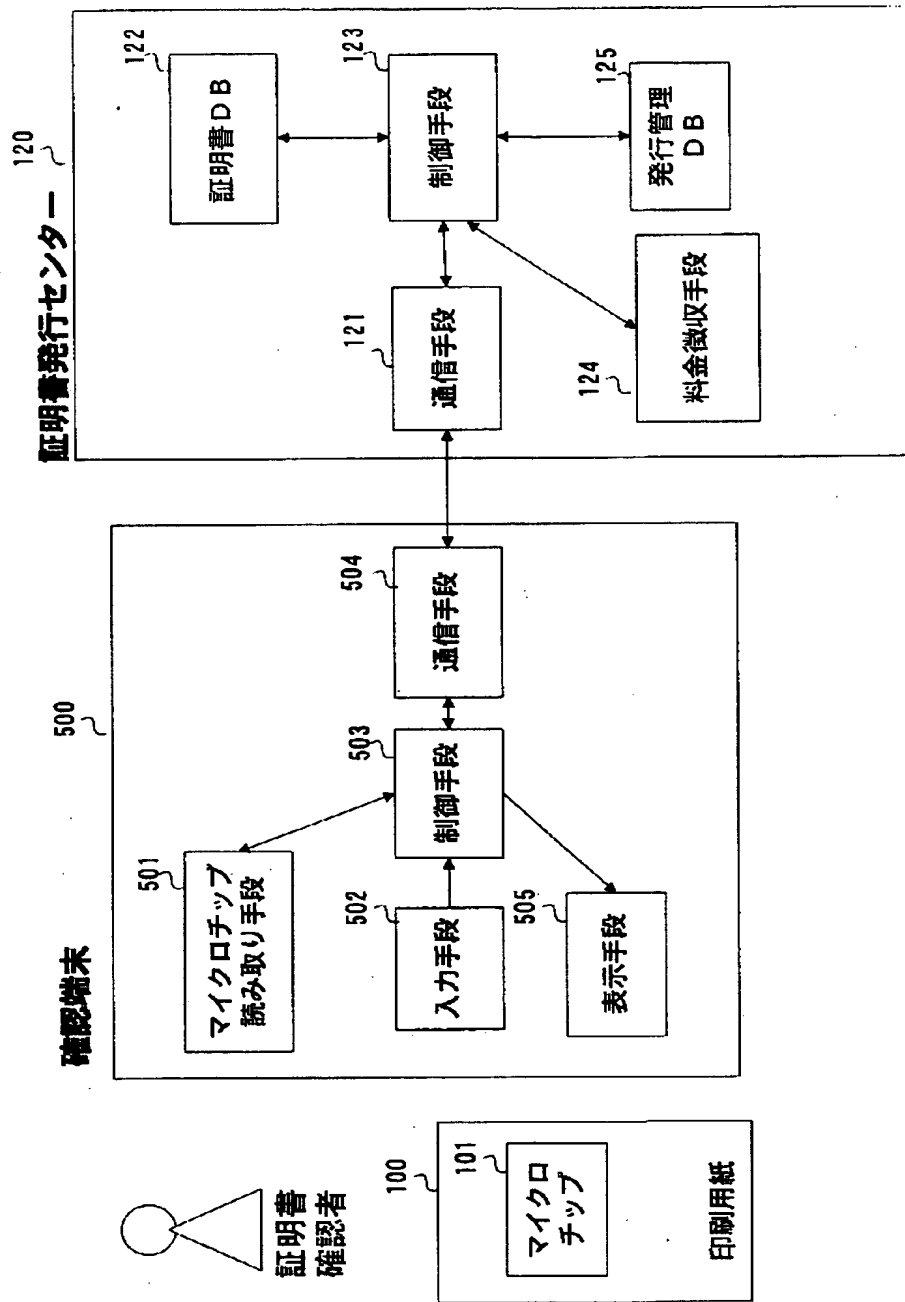 証明書発行センター
120
証明書DB
122
制御手段
123
発行管理
DB
125
通信手段
121
料金徴収手段
124
確認端末
500
マイクロチップ
読み取り手段
501
入力手段
502
制御手段
503
通信手段
504
表示手段
505
証明書
確認者
100
101
マイクロ
チップ
印刷用紙